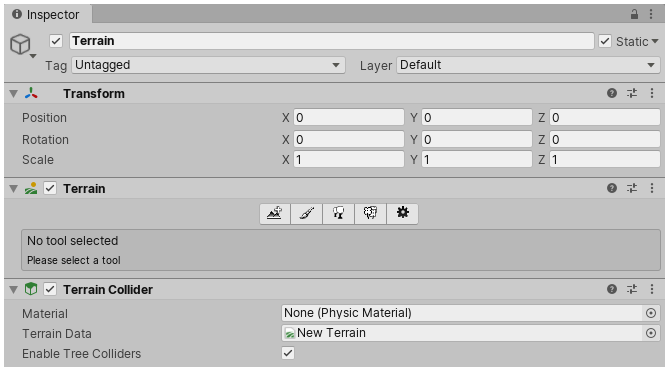 Inspector
Terrain
Static
Tag Untagged Layer Default
Transform
Position X 0 Y 0 Z 0
Rotation X 0 Y 0 Z 0
Scale X 1 Y 1 Z 1
Terrain
No tool selected
Please select a tool
Terrain Collider
Material None (Physic Material)
Terrain Data New Terrain
Enable Tree Colliders